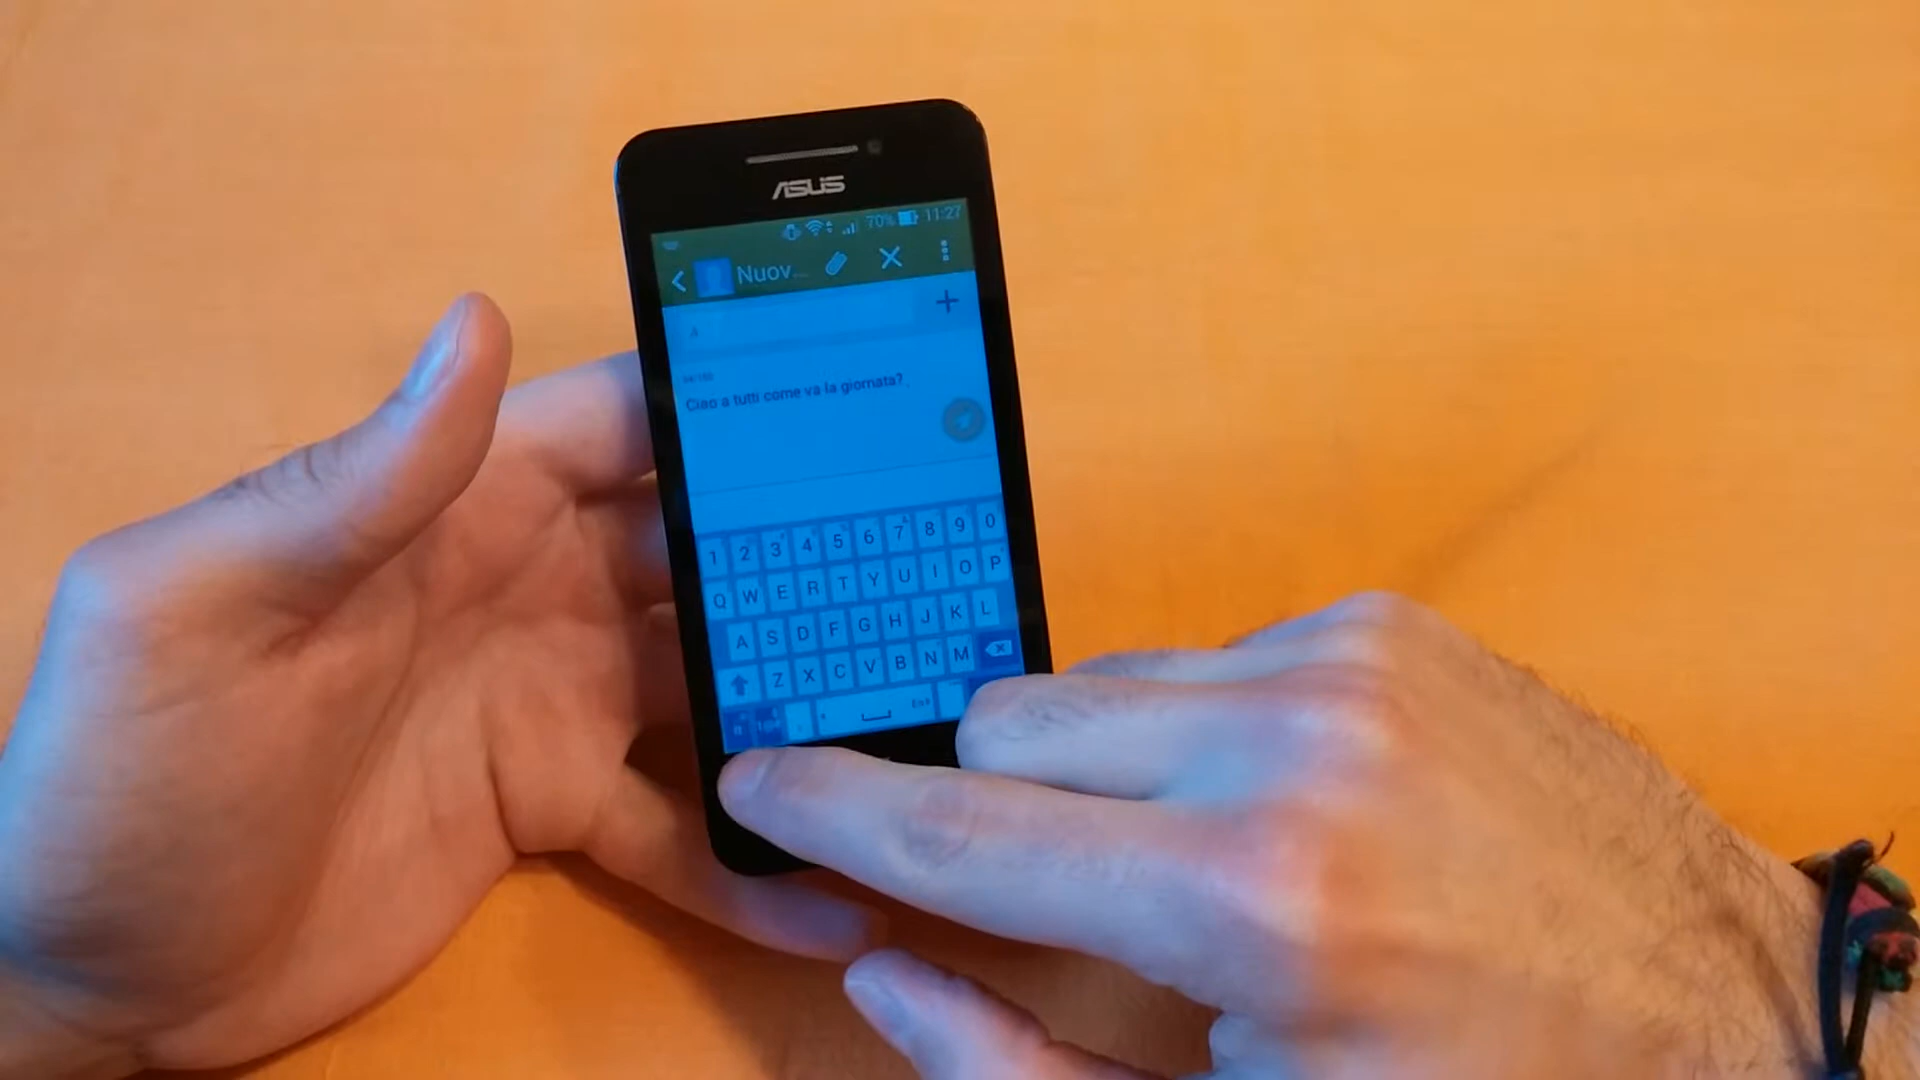 ASUS
70% 11:27
Nuov...
A
Ciao a tutti come va la giornata?
1 2 3 4 5 6 7 8 9 0
Q W E R T Y U I O P
A S D F G H J K L
Z X C V B N M